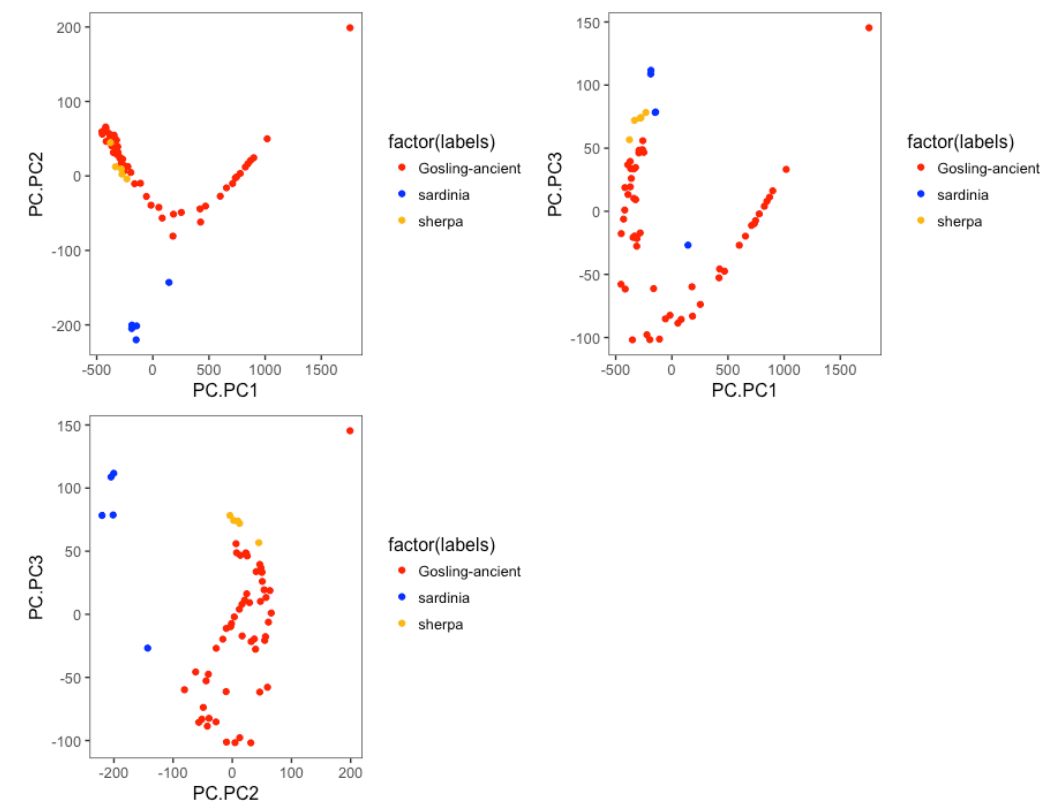 200
100
0
-100
-200
PC.PC2
-500 0 500 1000 1500
PC.PC1
factor(labels)
Gosling-ancient
sardinia
sherpa
150
100
50
0
-50
-100
PC.PC3
-500 0 500 1000 1500
PC.PC1
factor(labels)
Gosling-ancient
sardinia
sherpa
150
100
50
0
-50
-100
PC.PC3
-200 -100 0 100 200
PC.PC2
factor(labels)
Gosling-ancient
sardinia
sherpa